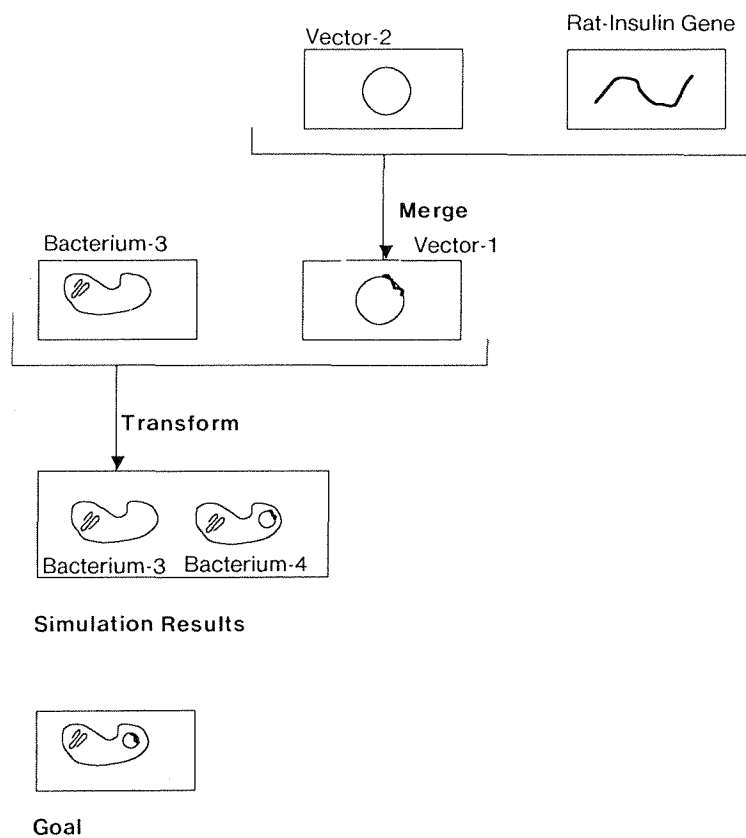 Vector-2
Rat-Insulin Gene
Merge
Bacterium-3
Vector-1
Transform
Bacterium-3
Bacterium-4
Simulation Results
Goal